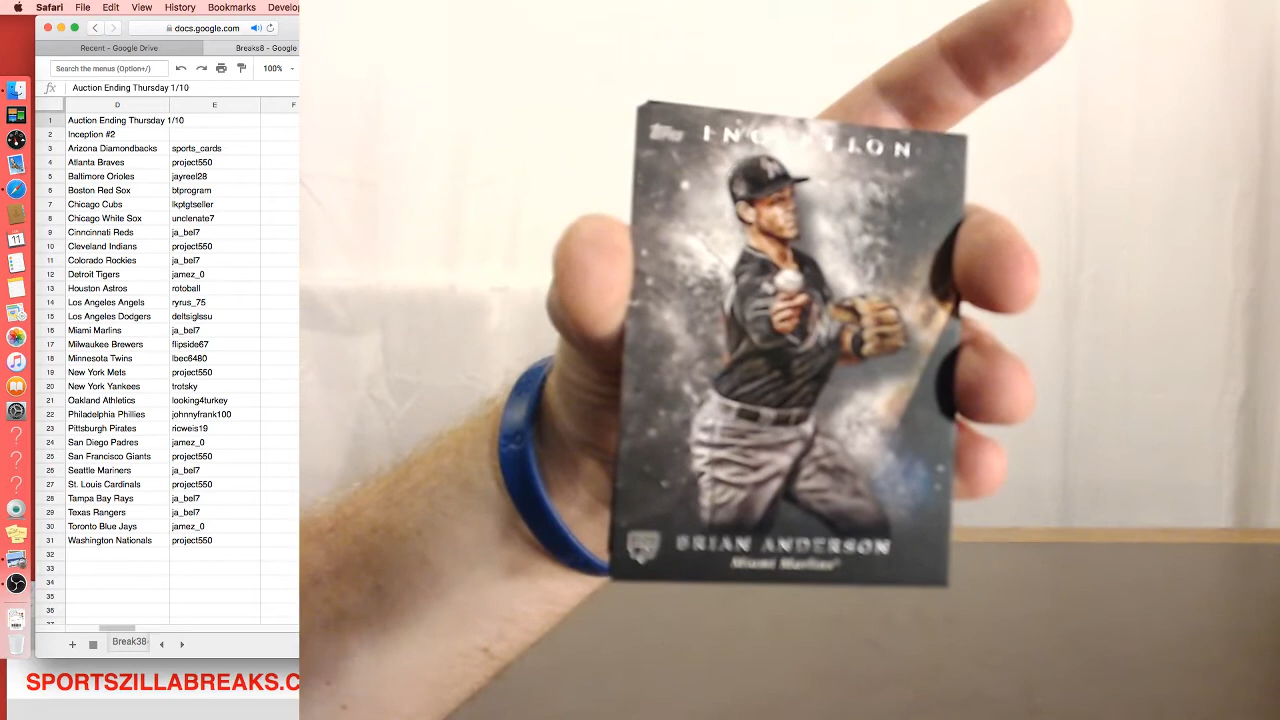 Safari File Edit View History Bookmarks Develo
docs.google.com
Recent - Google Drive Breaks8 - Google
Search the menus (Option+/) 100%
fx Auction Ending Thursday 1/10
D E F
1 Auction Ending Thursday 1/10
2 Inception #2
3 Arizona Diamondbacks sports_cards
4 Atlanta Braves project550
5 Baltimore Orioles jayreel28
6 Boston Red Sox btprogram
7 Chicago Cubs lkptgtseller
8 Chicago White Sox unclenate7
9 Cinncinnati Reds ja_bel7
10 Cleveland Indians project550
11 Colorado Rockies ja_bel7
12 Detroit Tigers jamez_0
13 Houston Astros rotoball
14 Los Angeles Angels ryrus_75
15 Los Angeles Dodgers deltsiglssu
16 Miami Marlins ja_bel7
17 Milwaukee Brewers flipside67
18 Minnesota Twins lbec6480
19 New York Mets project550
20 New York Yankees trotsky
21 Oakland Athletics looking4turkey
22 Philadelphia Phillies johnnyfrank100
23 Pittsburgh Pirates ricweis19
24 San Diego Padres jamez_0
25 San Francisco Giants project550
26 Seattle Mariners ja_bel7
27 St. Louis Cardinals project550
28 Tampa Bay Rays ja_bel7
29 Texas Rangers ja_bel7
30 Toronto Blue Jays jamez_0
31 Washington Nationals project550
32
33
34
35
36
37
Break38
SPORTSZILLABREAKS.C
11
Topps INCEPTION
BRIAN ANDERSON
Miami Marlins